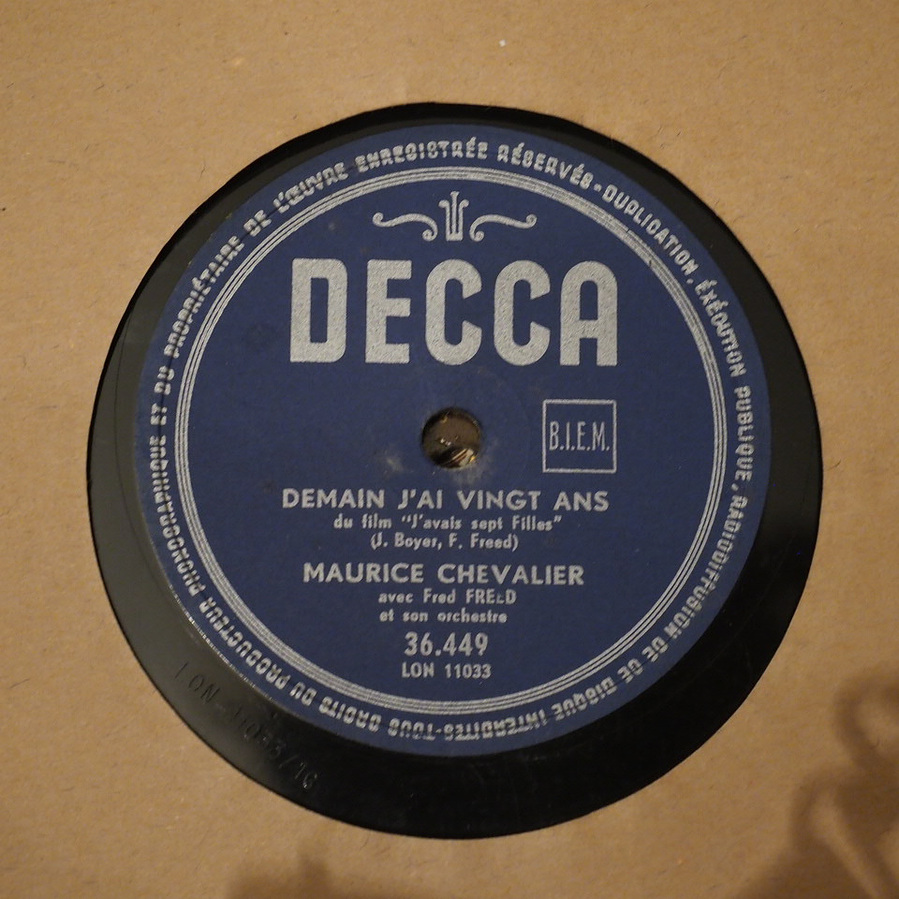 TOUS DROITS DU PRODUCTEUR PHONOGRAPHIQUE ET DU PROPRIÉTAIRE DE L'ŒUVRE ENREGISTRÉE RÉSERVÉS - DUPLICATION, ÉXÉCUTION PUBLIQUE, RADIODIFFUSION DE CE DISQUE INTERDITES -
DECCA
B.I.E.M.
DEMAIN J'AI VINGT ANS
du film "J'avais sept Filles"
(J. Boyer, F. Freed)
MAURICE CHEVALIER
avec Fred FREED
et son orchestre
36.449
LON 11033